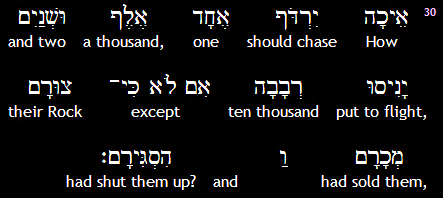 30 אֵיכָה יִרְדֹּף אֶחָד אֶלֶף וּשְׁנַיִם
How should chase one a thousand, and two
יָנִיסוּ רְבָבָה אִם לֹא כִּי־ צוּרָם
put to flight, ten thousand except their Rock
מְכָרָם וַ הִסְגִּירָם׃
had sold them, and had shut them up?